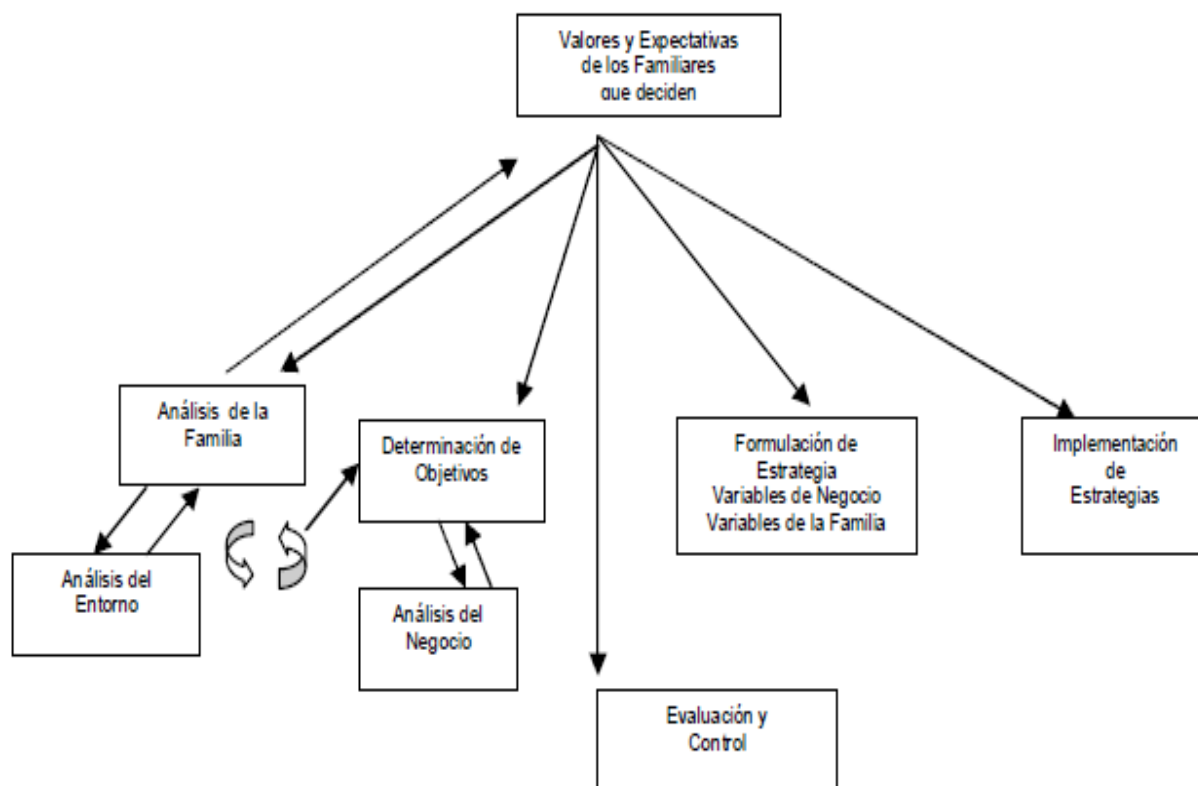 Valores y Expectativas
de los Familiares
que deciden
Análisis de la
Familia
Determinación de
Objetivos
Formulación de
Estrategia
Variables de Negocio
Variables de la Familia
Implementación
de
Estrategias
Análisis del
Entorno
Análisis del
Negocio
Evaluación y
Control